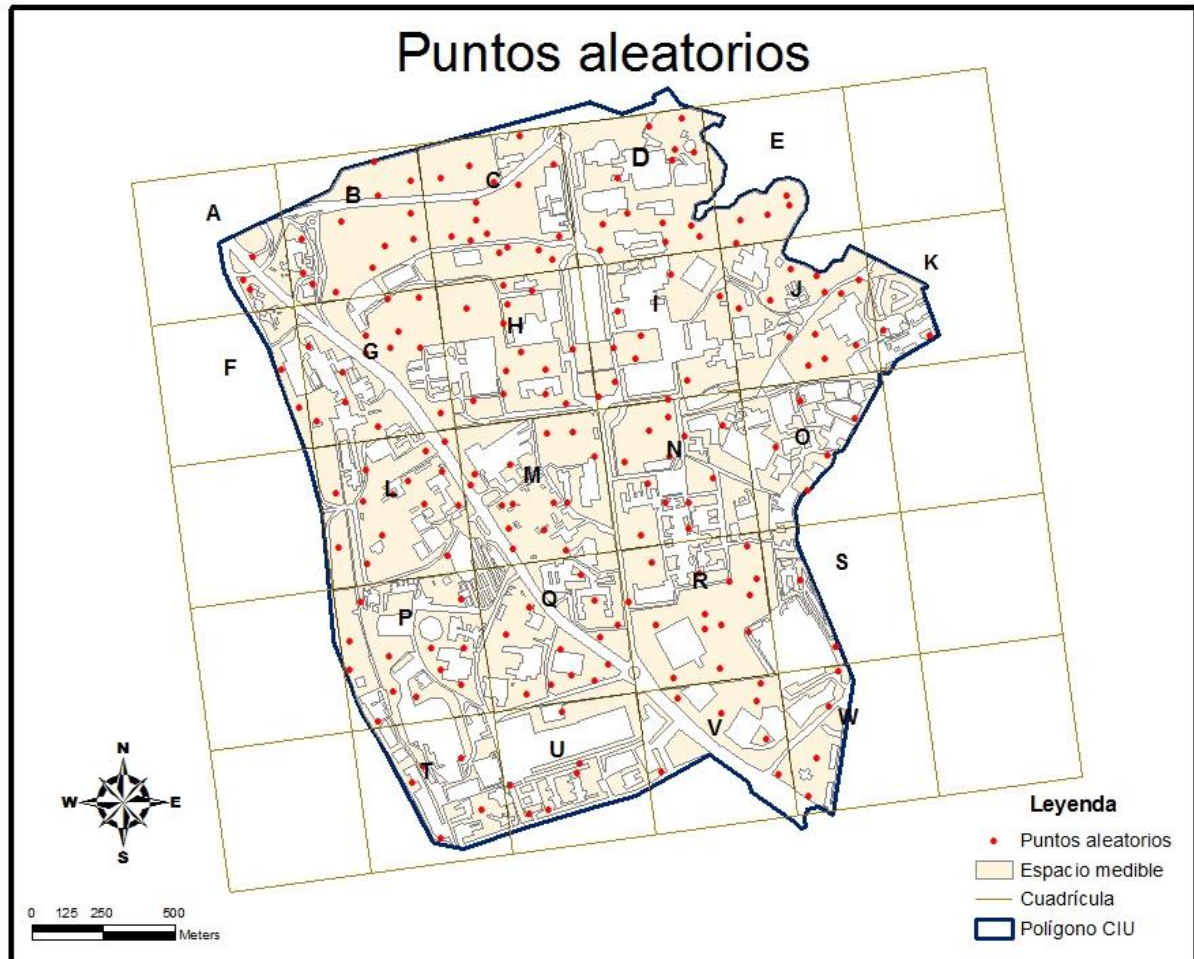 Puntos aleatorios
E
D
C
B
A
K
J
I
H
G
F
O
N
M
L
S
R
Q
P
W
V
U
T
N
W E
S
Leyenda
Puntos aleatorios
Espacio medible
Cuadrícula
Polígono CIU
0 125 250 500
Meters